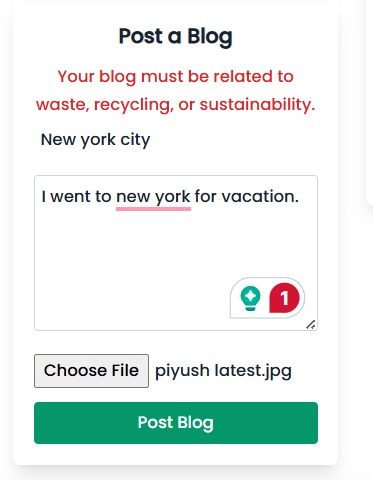 Post a Blog
Your blog must be related to
waste, recycling, or sustainability.
New york city
I went to new york for vacation.
1
Choose File piyush latest.jpg
Post Blog